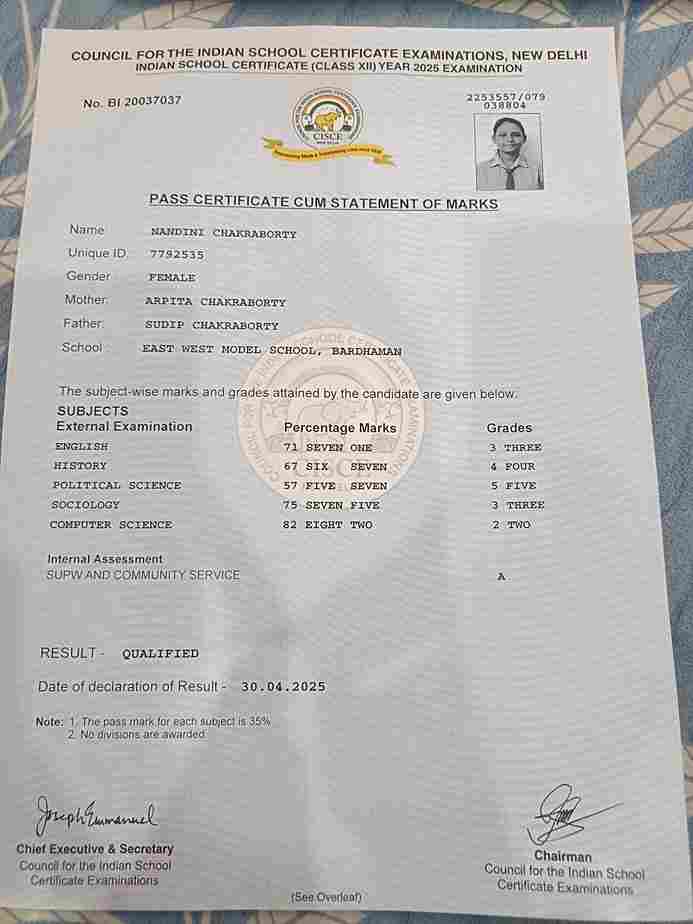 COUNCIL FOR THE INDIAN SCHOOL CERTIFICATE EXAMINATIONS, NEW DELHI
INDIAN SCHOOL CERTIFICATE (CLASS XII) YEAR 2025 EXAMINATION
No. BI 20037037
2253557/079
038804
CISCE
NEW DELHI
PASS CERTIFICATE CUM STATEMENT OF MARKS
Name NANDINI CHAKRABORTY
Unique ID. 7792535
Gender FEMALE
Mother: ARPITA CHAKRABORTY
Father: SUDIP CHAKRABORTY
School : EAST WEST MODEL SCHOOL, BARDHAMAN
The subject-wise marks and grades attained by the candidate are given below:
SUBJECTS
External Examination Percentage Marks Grades
ENGLISH 71 SEVEN ONE 3 THREE
HISTORY 67 SIX SEVEN 4 FOUR
POLITICAL SCIENCE 57 FIVE SEVEN 5 FIVE
SOCIOLOGY 75 SEVEN FIVE 3 THREE
COMPUTER SCIENCE 82 EIGHT TWO 2 TWO
Internal Assessment
SUPW AND COMMUNITY SERVICE A
RESULT - QUALIFIED
Date of declaration of Result - 30.04.2025
Note: 1. The pass mark for each subject is 35%
2. No divisions are awarded.
Joseph Emmanuel
Chief Executive & Secretary
Council for the Indian School
Certificate Examinations
Chairman
Council for the Indian School
Certificate Examinations
(See Overleaf)